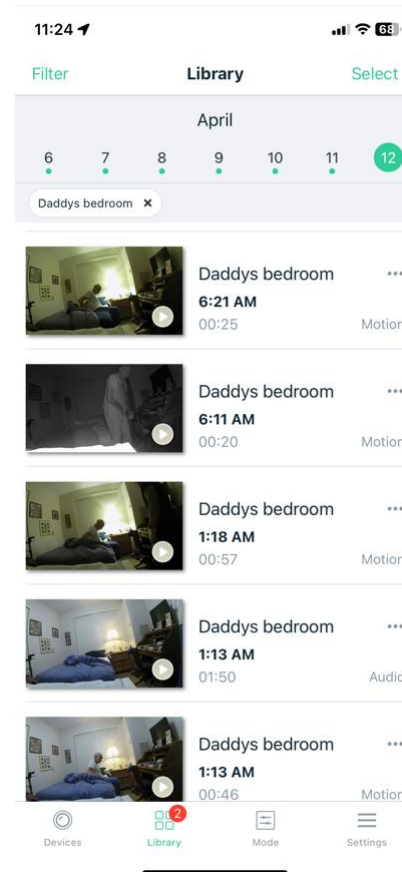 11:24
68
Filter Library Select
April
6 7 8 9 10 11 12
Daddys bedroom ×
Daddys bedroom
6:21 AM
00:25 Motion
Daddys bedroom
6:11 AM
00:20 Motion
Daddys bedroom
1:18 AM
00:57 Motion
Daddys bedroom
1:13 AM
01:50 Audio
Daddys bedroom
1:13 AM
00:46 Motion
2
Devices Library Mode Settings